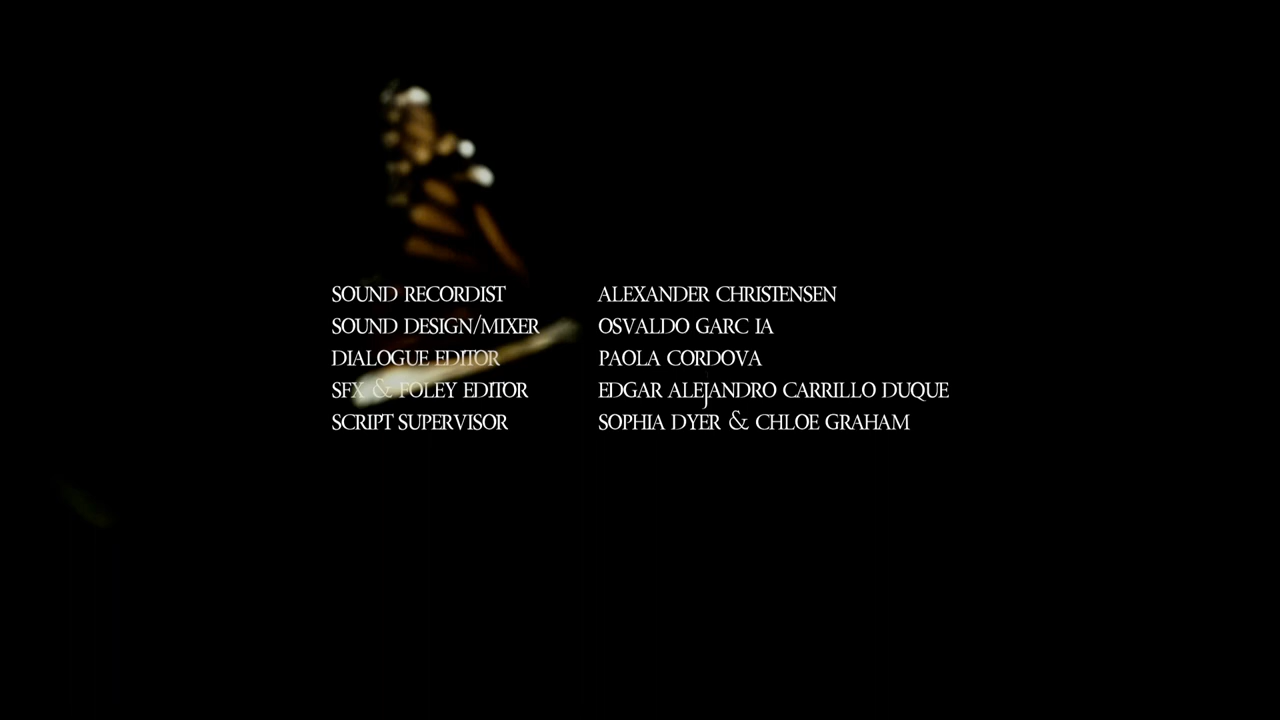 SOUND RECORDIST ALEXANDER CHRISTENSEN
SOUND DESIGN/MIXER OSVALDO GARC IA
DIALOGUE EDITOR PAOLA CORDOVA
SFX & FOLEY EDITOR EDGAR ALEJANDRO CARRILLO DUQUE
SCRIPT SUPERVISOR SOPHIA DYER & CHLOE GRAHAM